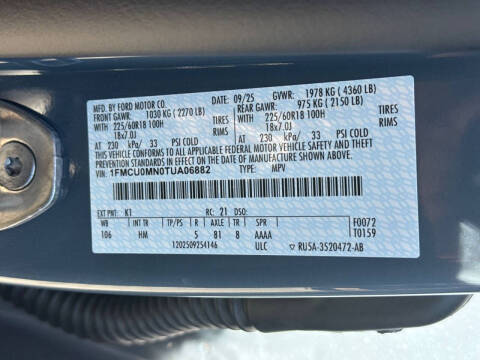 MFD. BY FORD MOTOR CO. DATE: 09/25 GVWR: 1978 KG ( 4360 LB)
FRONT GAWR: 1030 KG ( 2270 LB) REAR GAWR: 975 KG ( 2150 LB)
WITH 225/60R18 100H TIRES WITH 225/60R18 100H TIRES
18x7.0J RIMS 18x7.0J RIMS
AT 230 kPa/ 33 PSI COLD AT 230 kPa/ 33 PSI COLD
THIS VEHICLE CONFORMS TO ALL APPLICABLE FEDERAL MOTOR VEHICLE SAFETY AND THEFT
PREVENTION STANDARDS IN EFFECT ON THE DATE OF MANUFACTURE SHOWN ABOVE.
VIN: 1FMCU0MN0TUA06882 TYPE: MPV
EXT PNT: K1 RC: 21 DSO: F0072
WB INT TR TP/PS R AXLE TR SPR T0159
106 HM 5 81 8 AAAA
1202509254146 ULC RU5A-3520472-AB